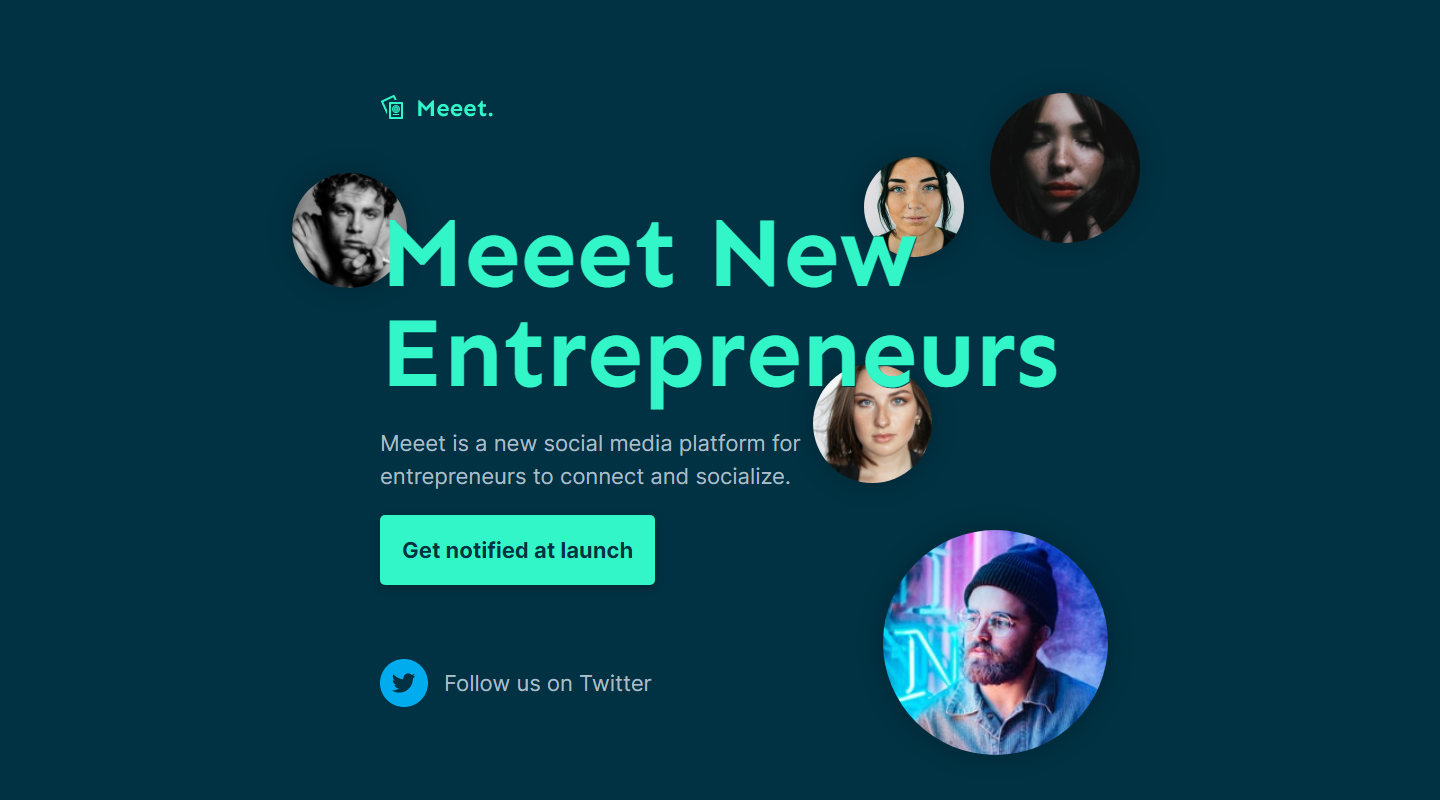 Meeet.
Meeet New
Entrepreneurs
Meeet is a new social media platform for
entrepreneurs to connect and socialize.
Get notified at launch
Follow us on Twitter